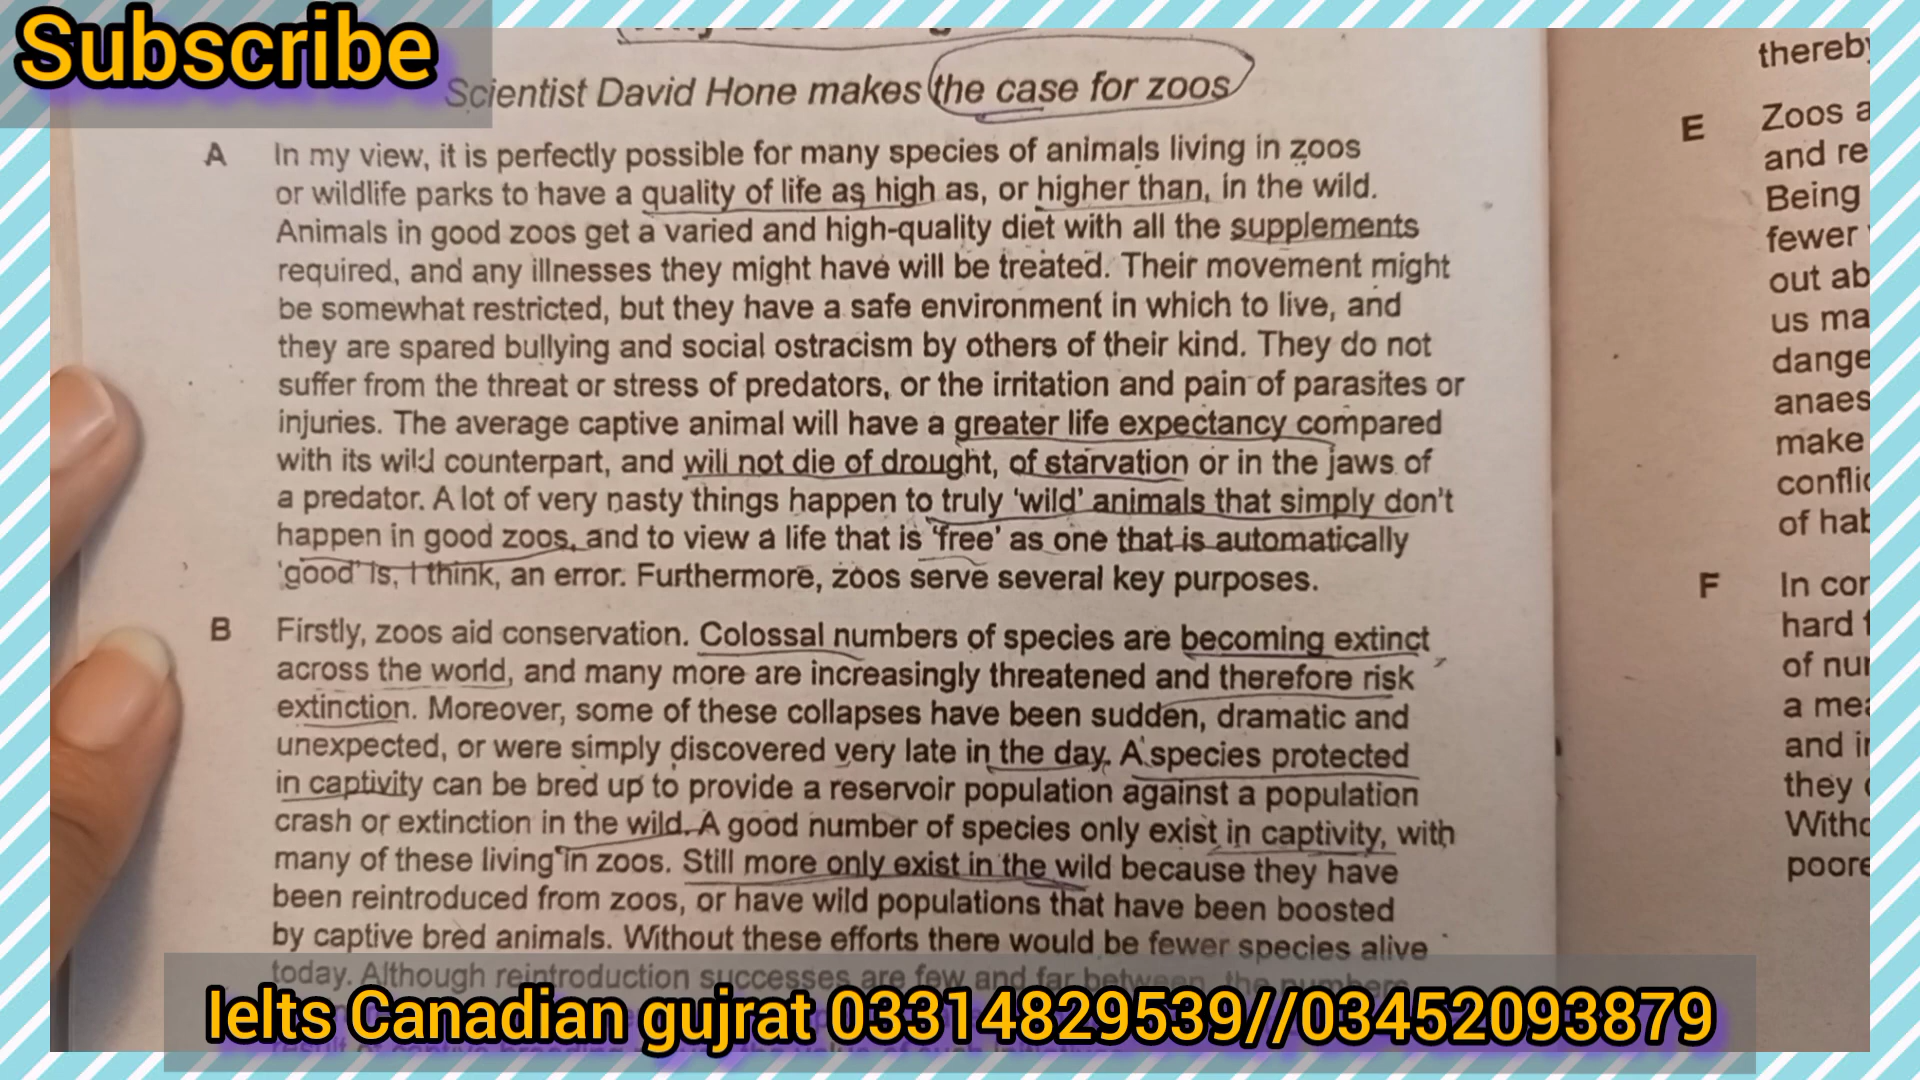 Subscribe
Scientist David Hone makes the case for zoos
A In my view, it is perfectly possible for many species of animals living in zoos
or wildlife parks to have a quality of life as high as, or higher than, in the wild.
Animals in good zoos get a varied and high-quality diet with all the supplements
required, and any illnesses they might have will be treated. Their movement might
be somewhat restricted, but they have a safe environment in which to live, and
they are spared bullying and social ostracism by others of their kind. They do not
suffer from the threat or stress of predators, or the irritation and pain of parasites or
injuries. The average captive animal will have a greater life expectancy compared
with its wild counterpart, and will not die of drought, of starvation or in the jaws of
a predator. A lot of very nasty things happen to truly 'wild' animals that simply don't
happen in good zoos, and to view a life that is 'free' as one that is automatically
'good' is, I think, an error. Furthermore, zoos serve several key purposes.
B Firstly, zoos aid conservation. Colossal numbers of species are becoming extinct
across the world, and many more are increasingly threatened and therefore risk
extinction. Moreover, some of these collapses have been sudden, dramatic and
unexpected, or were simply discovered very late in the day. A species protected
in captivity can be bred up to provide a reservoir population against a population
crash or extinction in the wild. A good number of species only exist in captivity, with
many of these living in zoos. Still more only exist in the wild because they have
been reintroduced from zoos, or have wild populations that have been boosted
by captive bred animals. Without these efforts there would be fewer species alive
today. Although reintroduction successes are few and far between, the numbers
Ielts Canadian gujrat 03314829539//03452093879
thereby
E Zoos a
and re
Being
fewer
out ab
us ma
dange
anaes
make
conflic
of hab
F In cor
hard
of nu
a mea
and i
they
Witho
poore